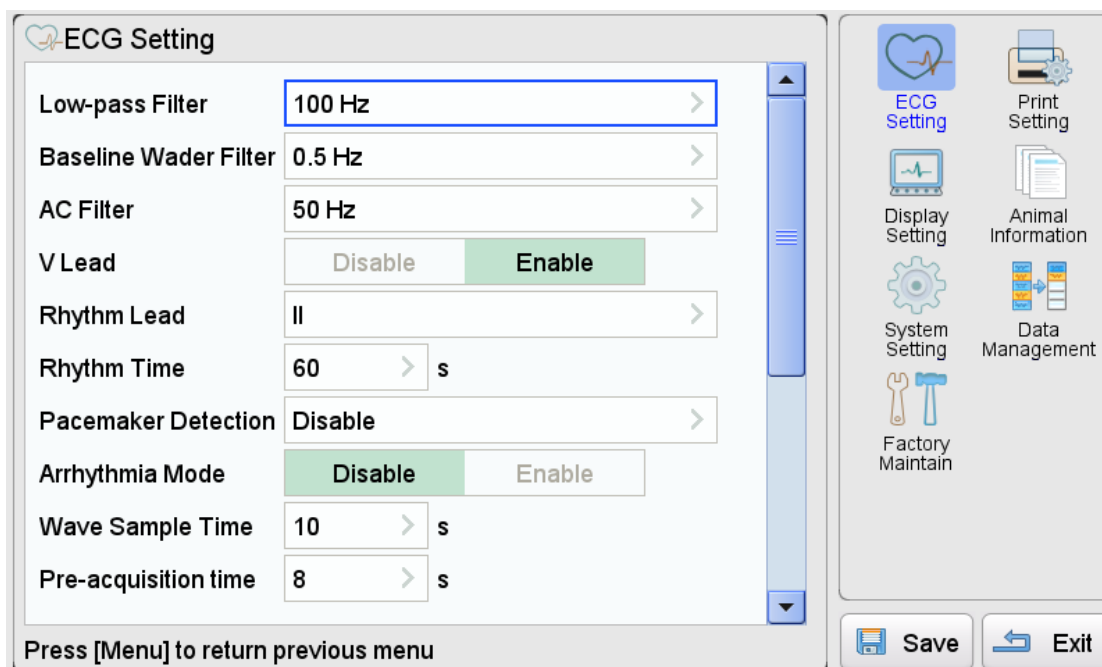 ECG Setting
Low-pass Filter 100 Hz
Baseline Wader Filter 0.5 Hz
AC Filter 50 Hz
V Lead Disable Enable
Rhythm Lead II
Rhythm Time 60 s
Pacemaker Detection Disable
Arrhythmia Mode Disable Enable
Wave Sample Time 10 s
Pre-acquisition time 8 s
Press [Menu] to return previous menu
ECG
Setting
Print
Setting
Display
Setting
Animal
Information
System
Setting
Data
Management
Factory
Maintain
Save
Exit